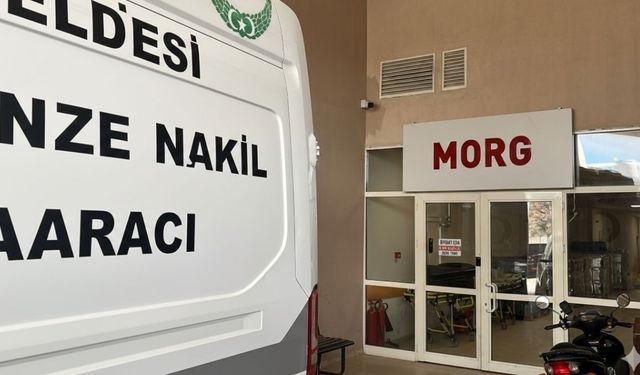 ELDESİ
NZE NAKİL
AARACI
MORG